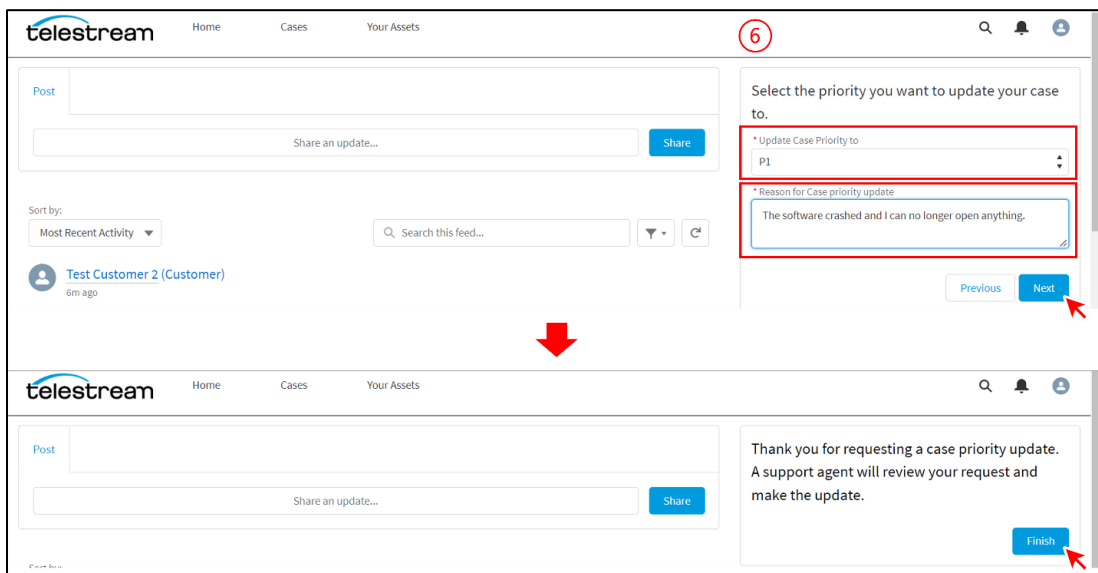 telestream
Home
Cases
Your Assets
6
Post
Share an update...
Share
Select the priority you want to update your case
to.
* Update Case Priority to
P1
* Reason for Case priority update
The software crashed and I can no longer open anything.
Sort by:
Most Recent Activity
Search this feed...
Test Customer 2 (Customer)
6m ago
Previous
Next
telestream
Home
Cases
Your Assets
Post
Share an update...
Share
Thank you for requesting a case priority update.
A support agent will review your request and
make the update.
Finish
Sort by: